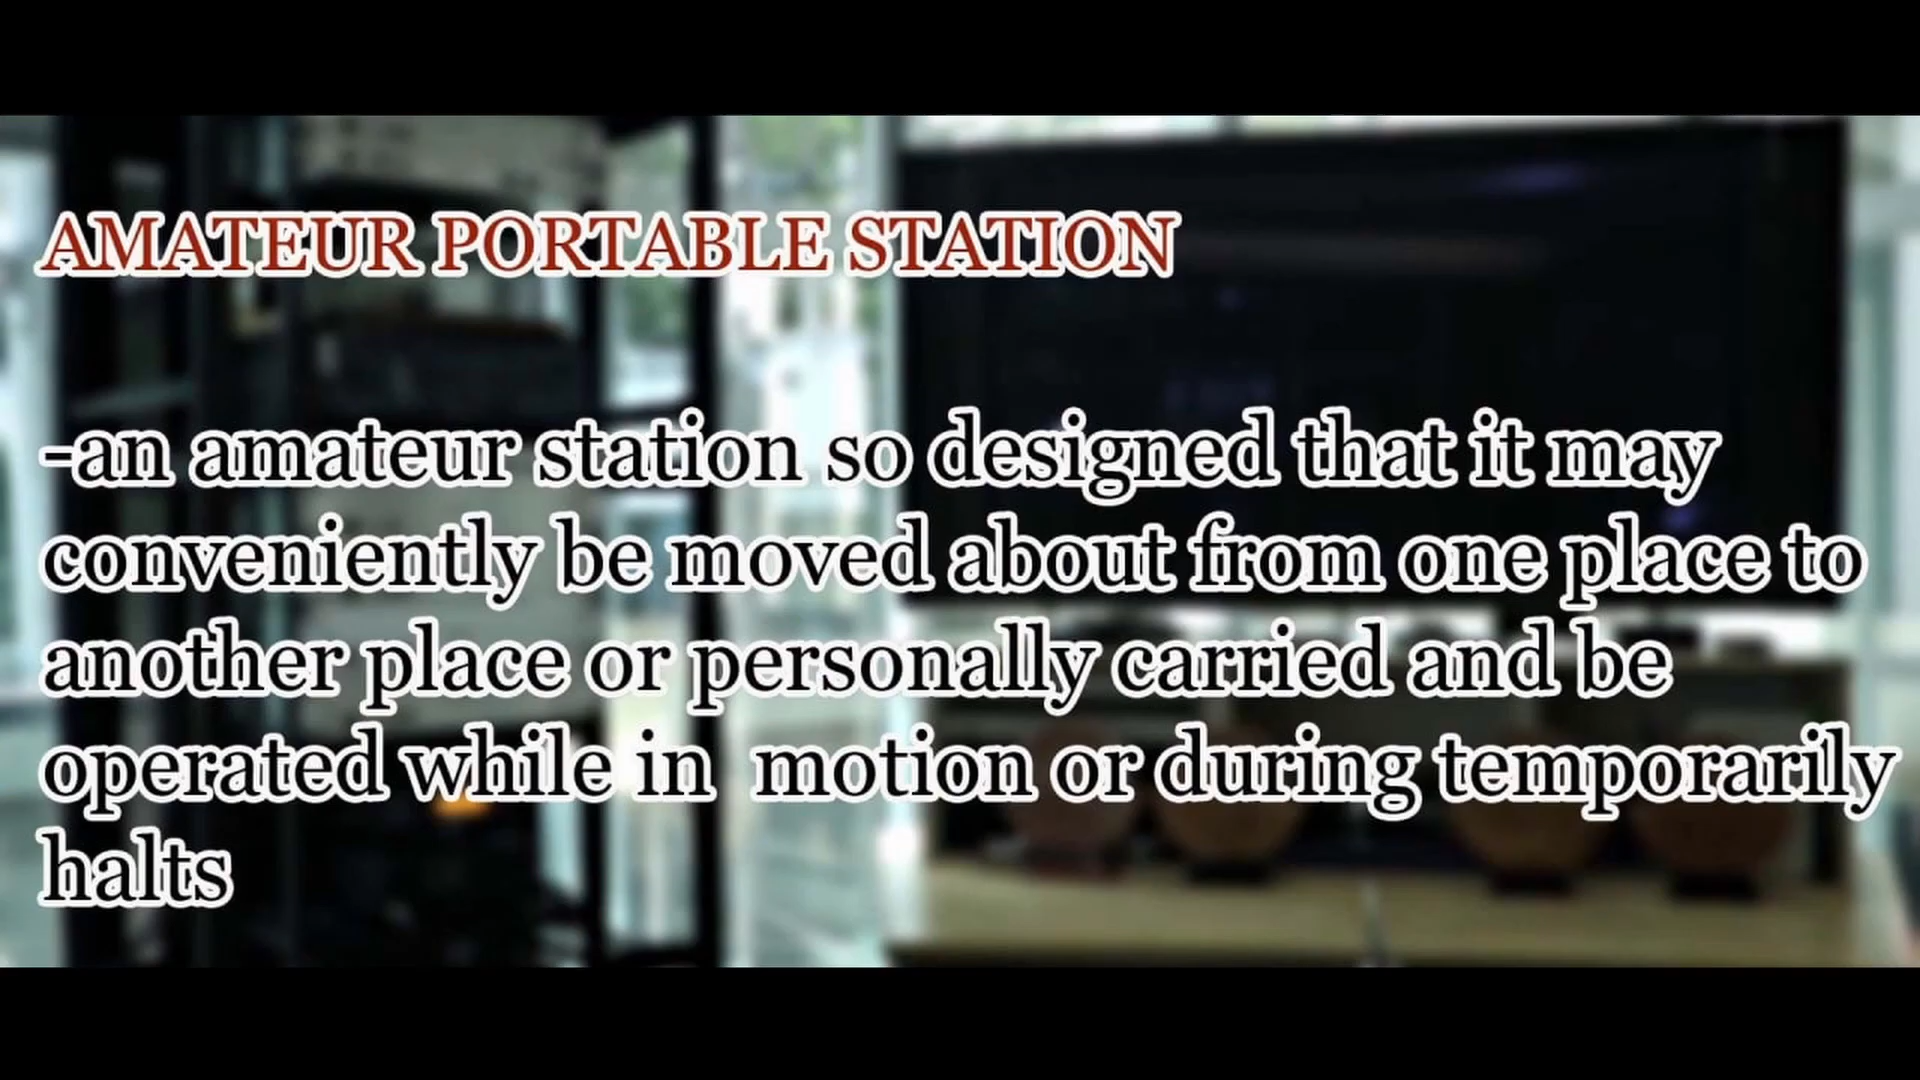 AMATEUR PORTABLE STATION
-an amateur station so designed that it may
conveniently be moved about from one place to
another place or personally carried and be
operated while in  motion or during temporarily
halts